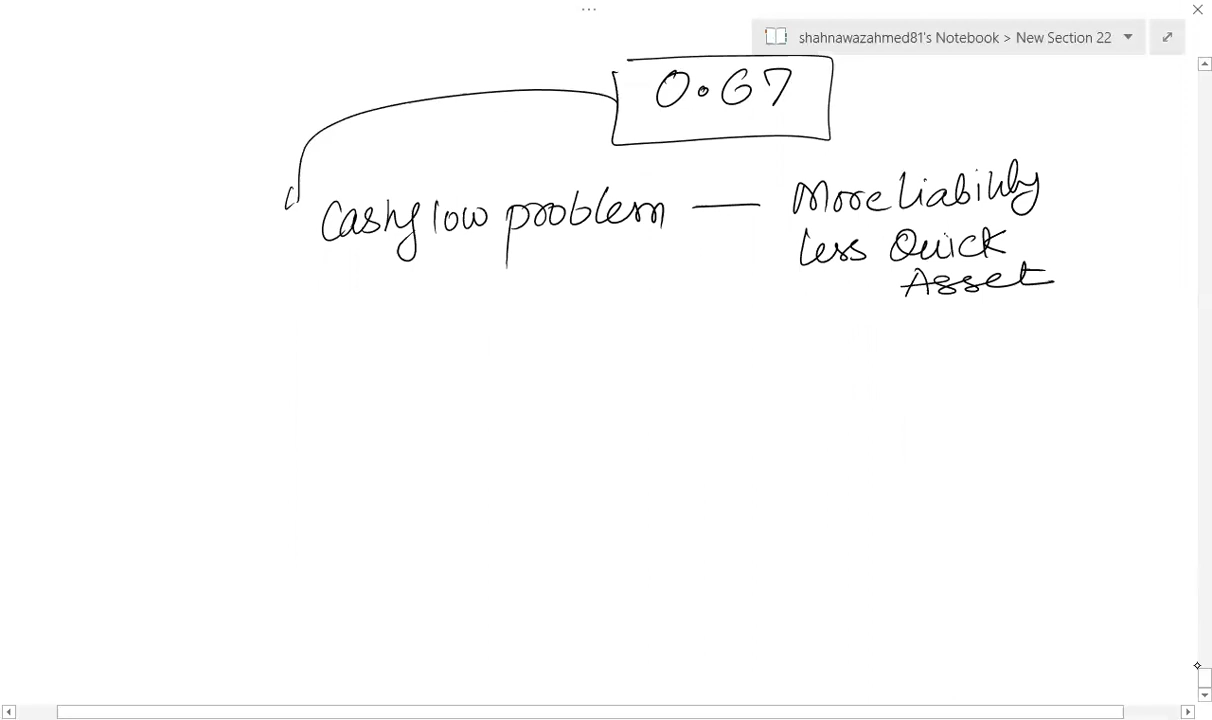 shahnawazahmed81's Notebook > New Section 22
0.67
Cashflow problem — More liability
less Quick
Asset